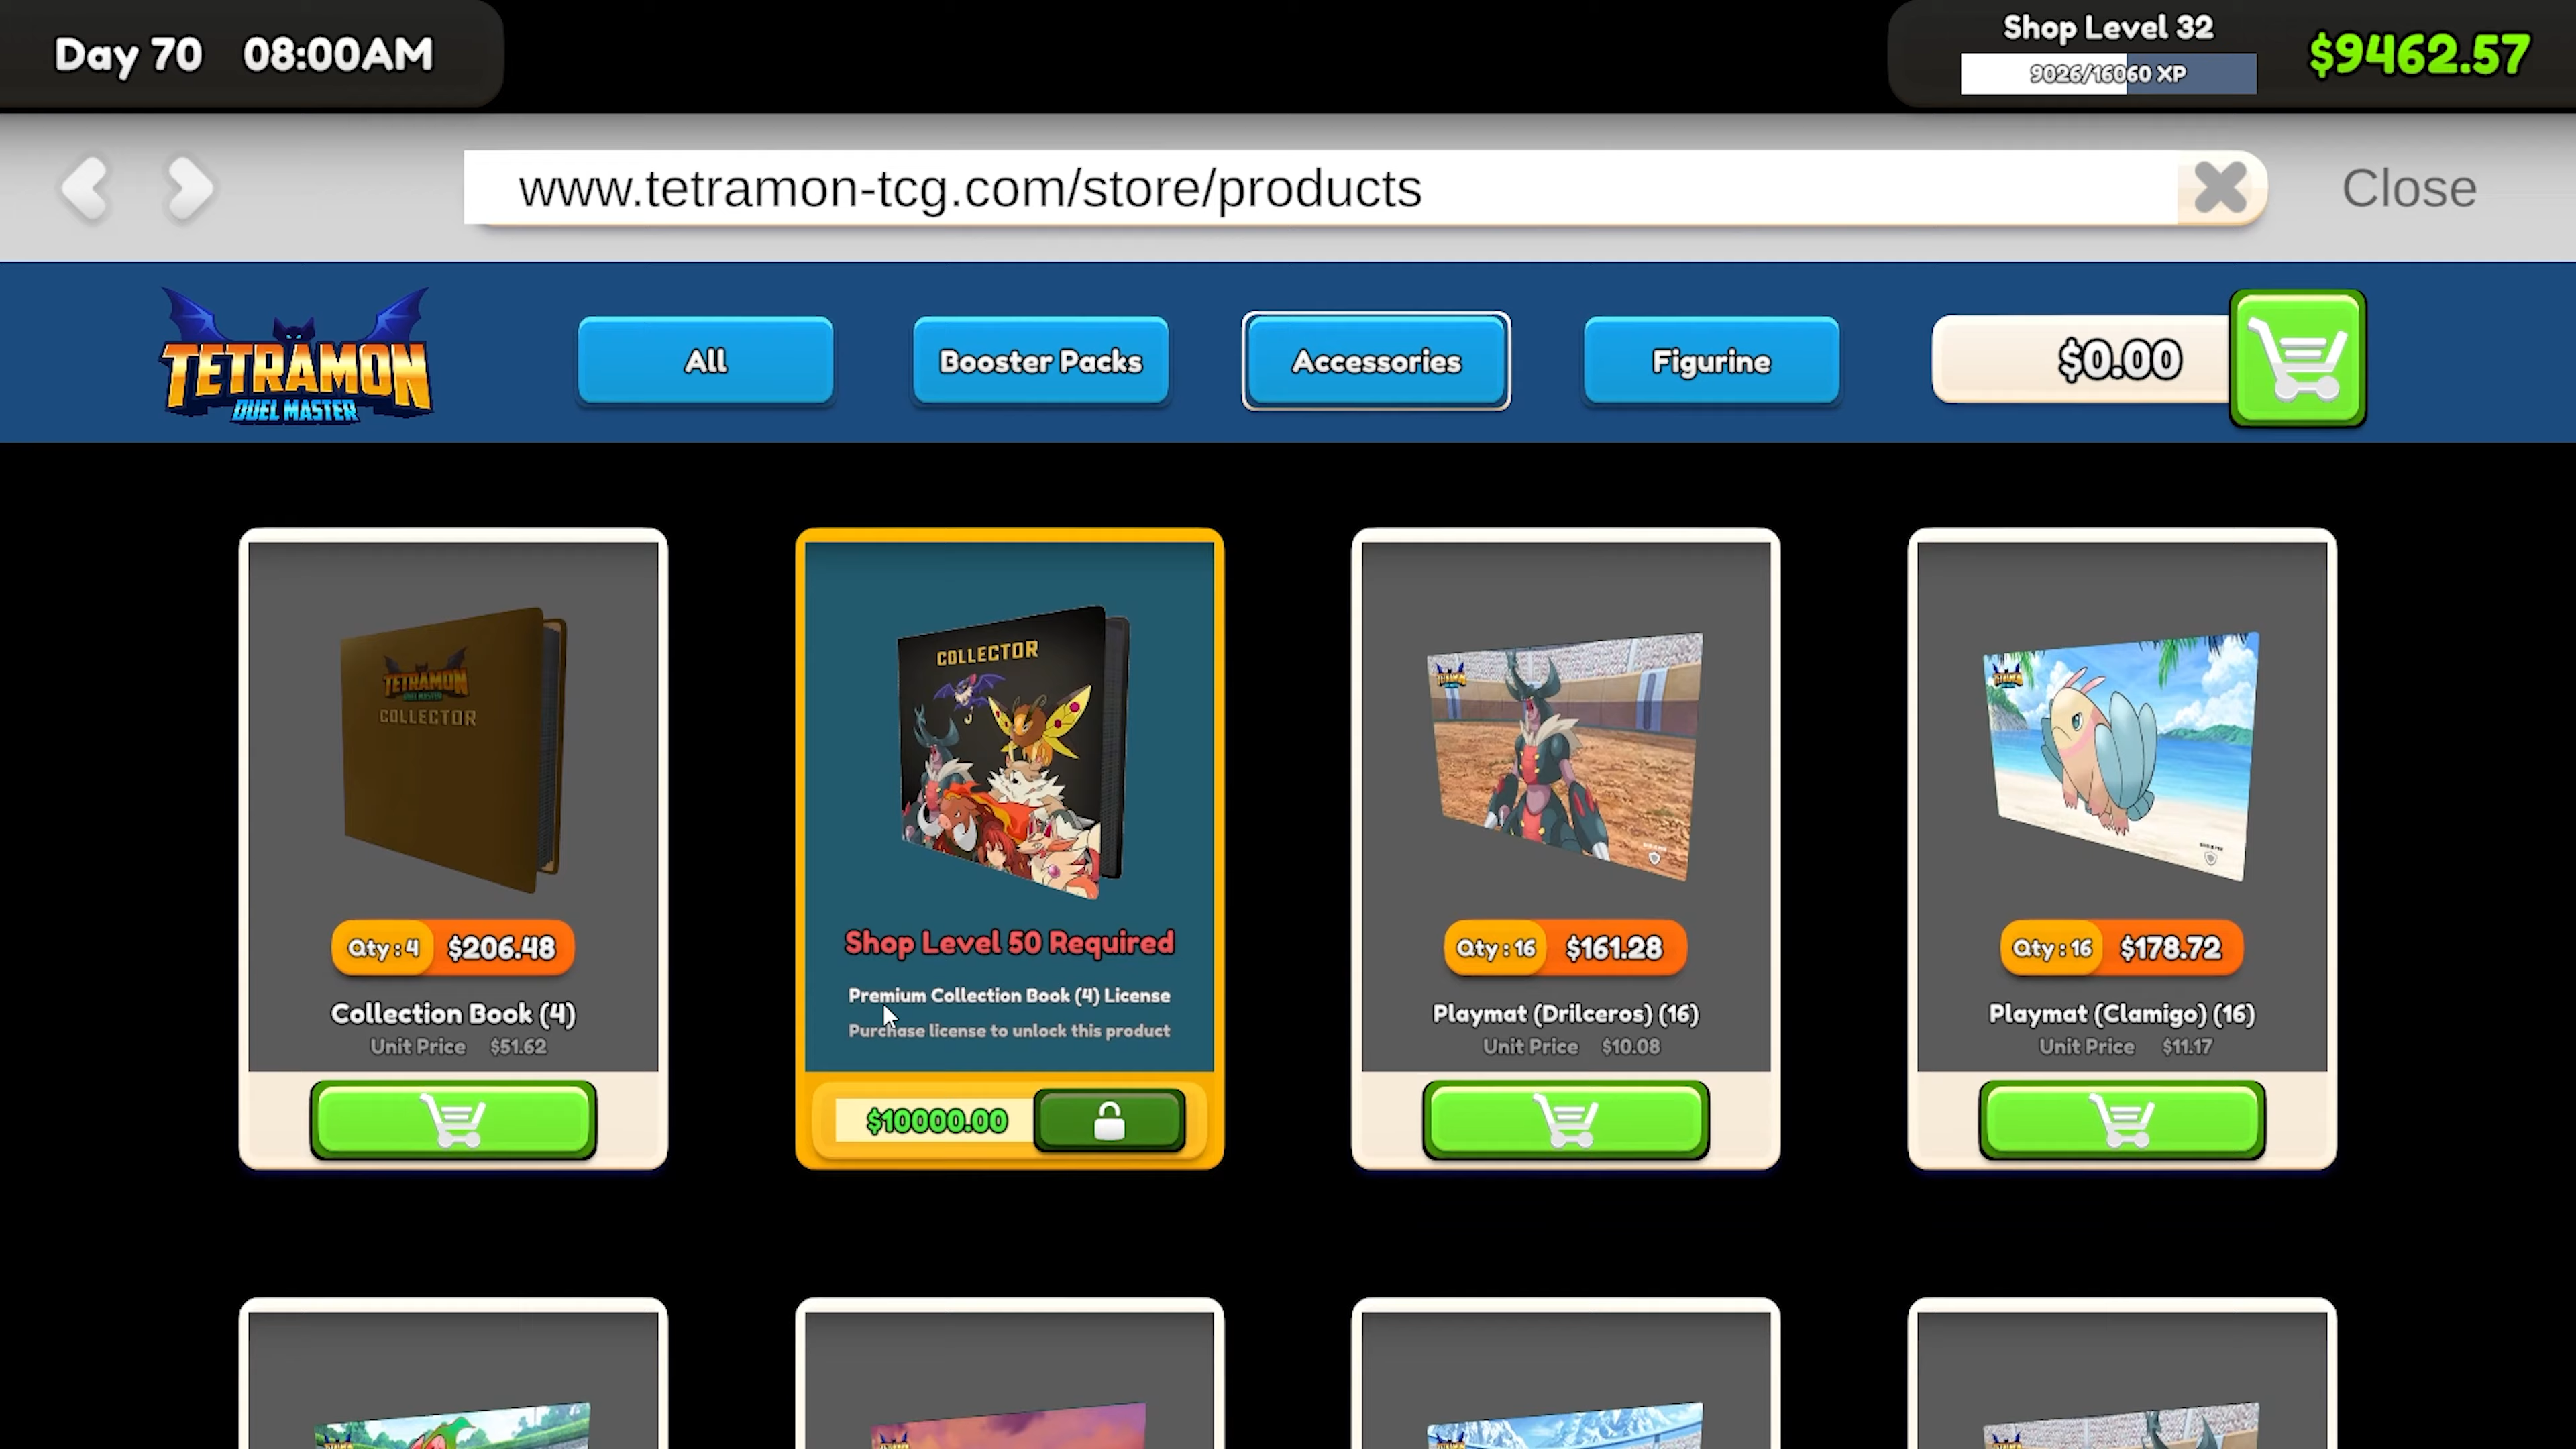 Day 70 08:00AM
Shop Level 32
9026/16060 XP
$9462.57
www.tetramon-tcg.com/store/products
Close
TETRAMON
DUEL MASTER
All
Booster Packs
Accessories
Figurine
$0.00
TETRAMON
DUEL MASTER
COLLECTOR
Qty : 4 $206.48
Collection Book (4)
Unit Price $51.62
COLLECTOR
Shop Level 50 Required
Premium Collection Book (4) License
Purchase license to unlock this product
$10000.00
TETRAMON
Qty : 16 $161.28
Playmat (Drilceros) (16)
Unit Price $10.08
TETRAMON
Qty : 16 $178.72
Playmat (Clamigo) (16)
Unit Price $11.17